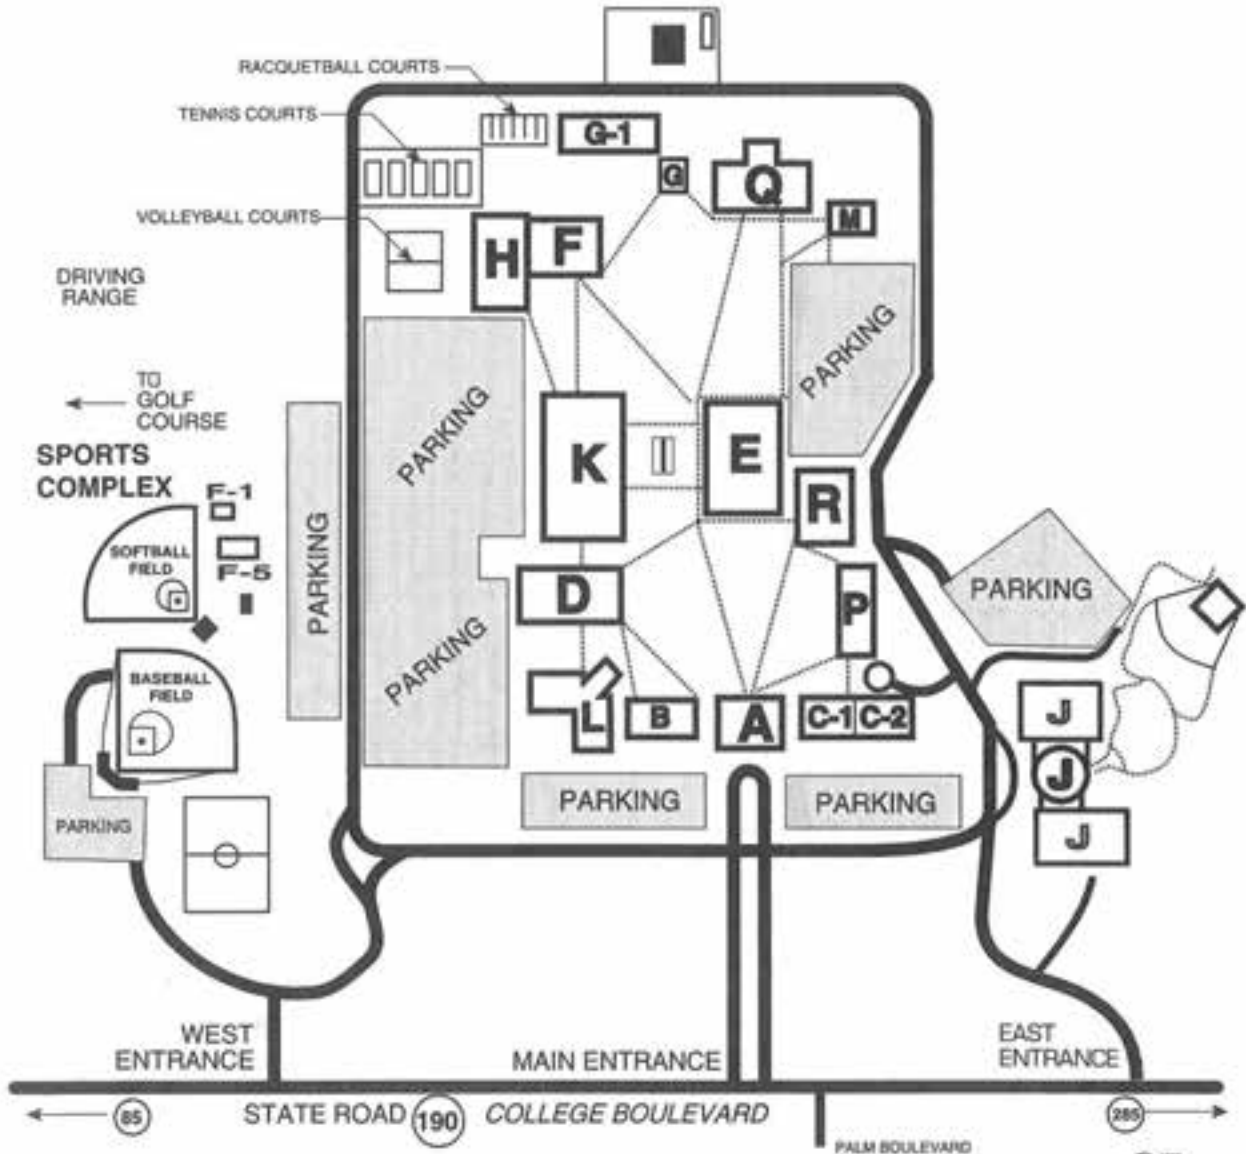 RACQUETBALL COURTS
TENNIS COURTS
G-1
G
Q
VOLLEYBALL COURTS
M
H
F
DRIVING
RANGE
PARKING
TO
GOLF
COURSE
SPORTS
COMPLEX
F-1
PARKING
K
E
R
SOFTBALL
FIELD
F-5
PARKING
PARKING
D
P
PARKING
BASEBALL
FIELD
L
B
A
C-1
C-2
J
J
J
PARKING
PARKING
PARKING
WEST
ENTRANCE
MAIN ENTRANCE
EAST
ENTRANCE
85
STATE ROAD 190 COLLEGE BOULEVARD
285
PALM BOULEVARD